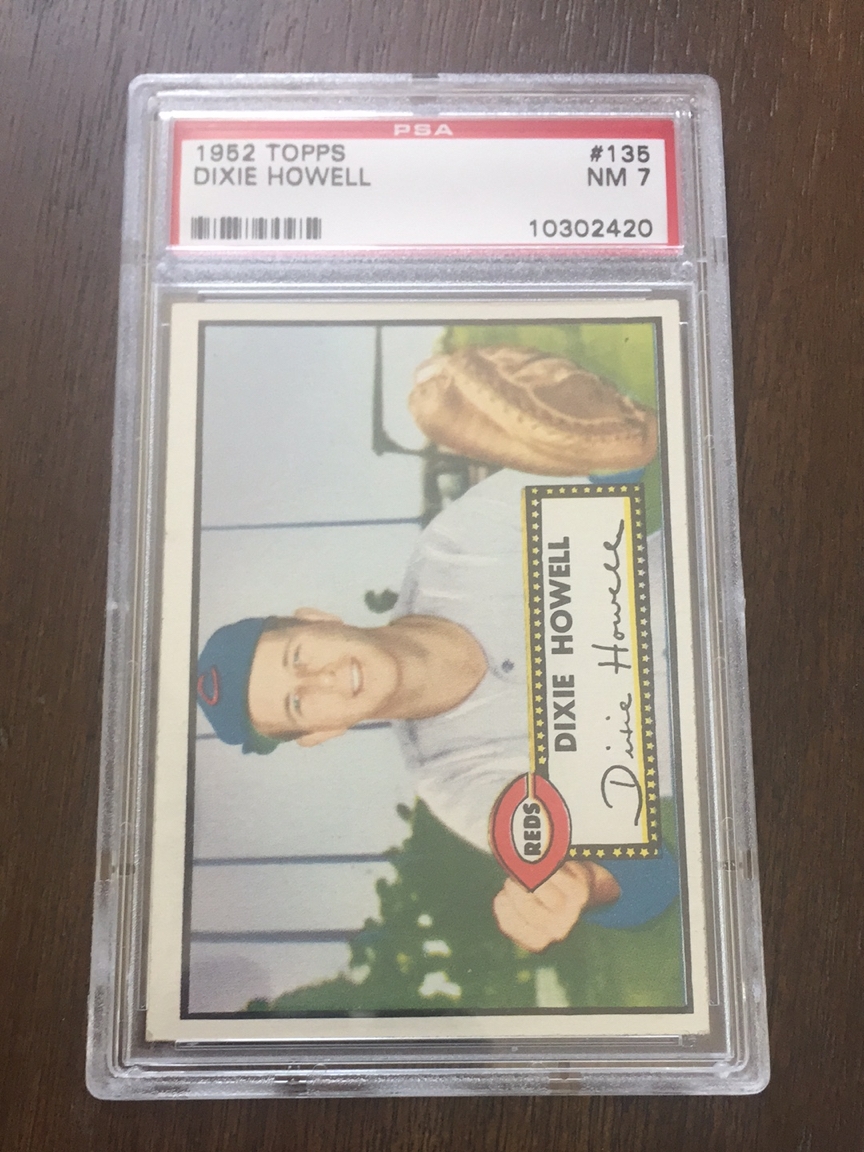 PSA
1952 TOPPS #135
DIXIE HOWELL NM 7
10302420
DIXIE HOWELL
Dixie Howell
REDS